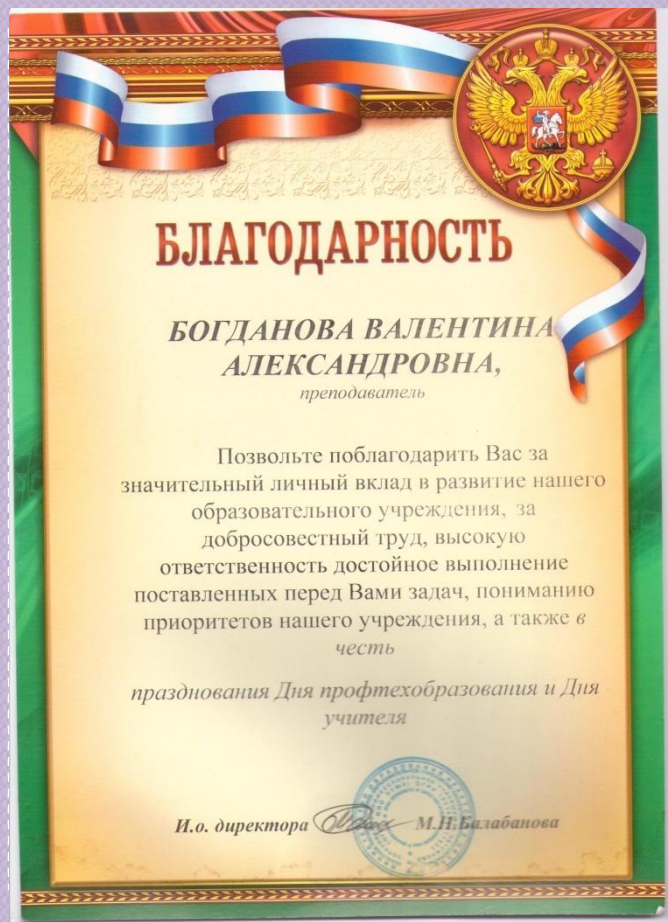 БЛАГОДАРНОСТЬ
БОГДАНОВА ВАЛЕНТИНА
АЛЕКСАНДРОВНА,
преподаватель
Позвольте поблагодарить Вас за
значительный личный вклад в развитие нашего
образовательного учреждения, за
добросовестный труд, высокую
ответственность достойное выполнение
поставленных перед Вами задач, пониманию
приоритетов нашего учреждения, а также в
честь
празднования Дня профтехобразования и Дня
учителя
И.о. директора М.Н.Балабанова